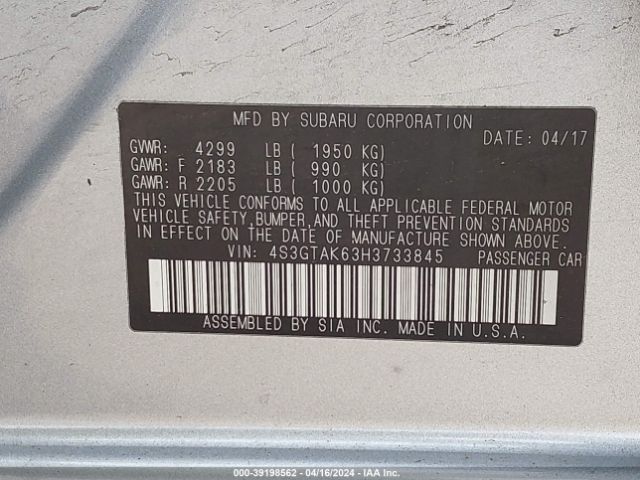 MFD BY SUBARU CORPORATION
DATE: 04/17
GVWR: 4299 LB ( 1950 KG)
GAWR: F 2183 LB ( 990 KG)
GAWR: R 2205 LB ( 1000 KG)
THIS VEHICLE CONFORMS TO ALL APPLICABLE FEDERAL MOTOR
VEHICLE SAFETY,BUMPER,AND THEFT PREVENTION STANDARDS
IN EFFECT ON THE DATE OF MANUFACTURE SHOWN ABOVE.
VIN: 4S3GTAK63H3733845 PASSENGER CAR
ASSEMBLED BY SIA INC. MADE IN U.S.A.
000-39198562 - 04/16/2024 - IAA Inc.